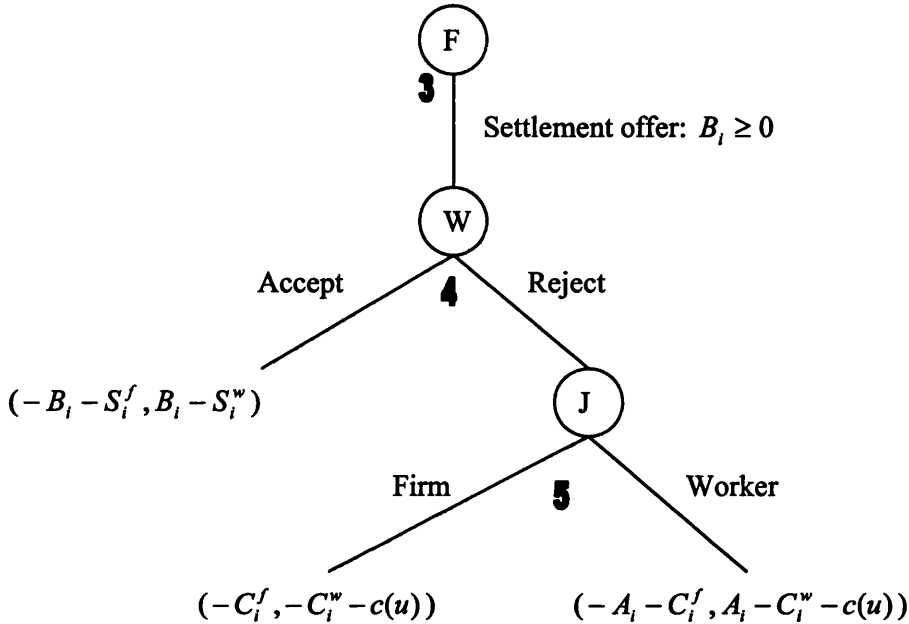 F
3
Settlement offer: B_i ≥ 0
W
Accept
4
Reject
(-B_i - S_i^f, B_i - S_i^w)
J
Firm
5
Worker
(-C_i^f, -C_i^w - c(u))
(-A_i - C_i^f, A_i - C_i^w - c(u))